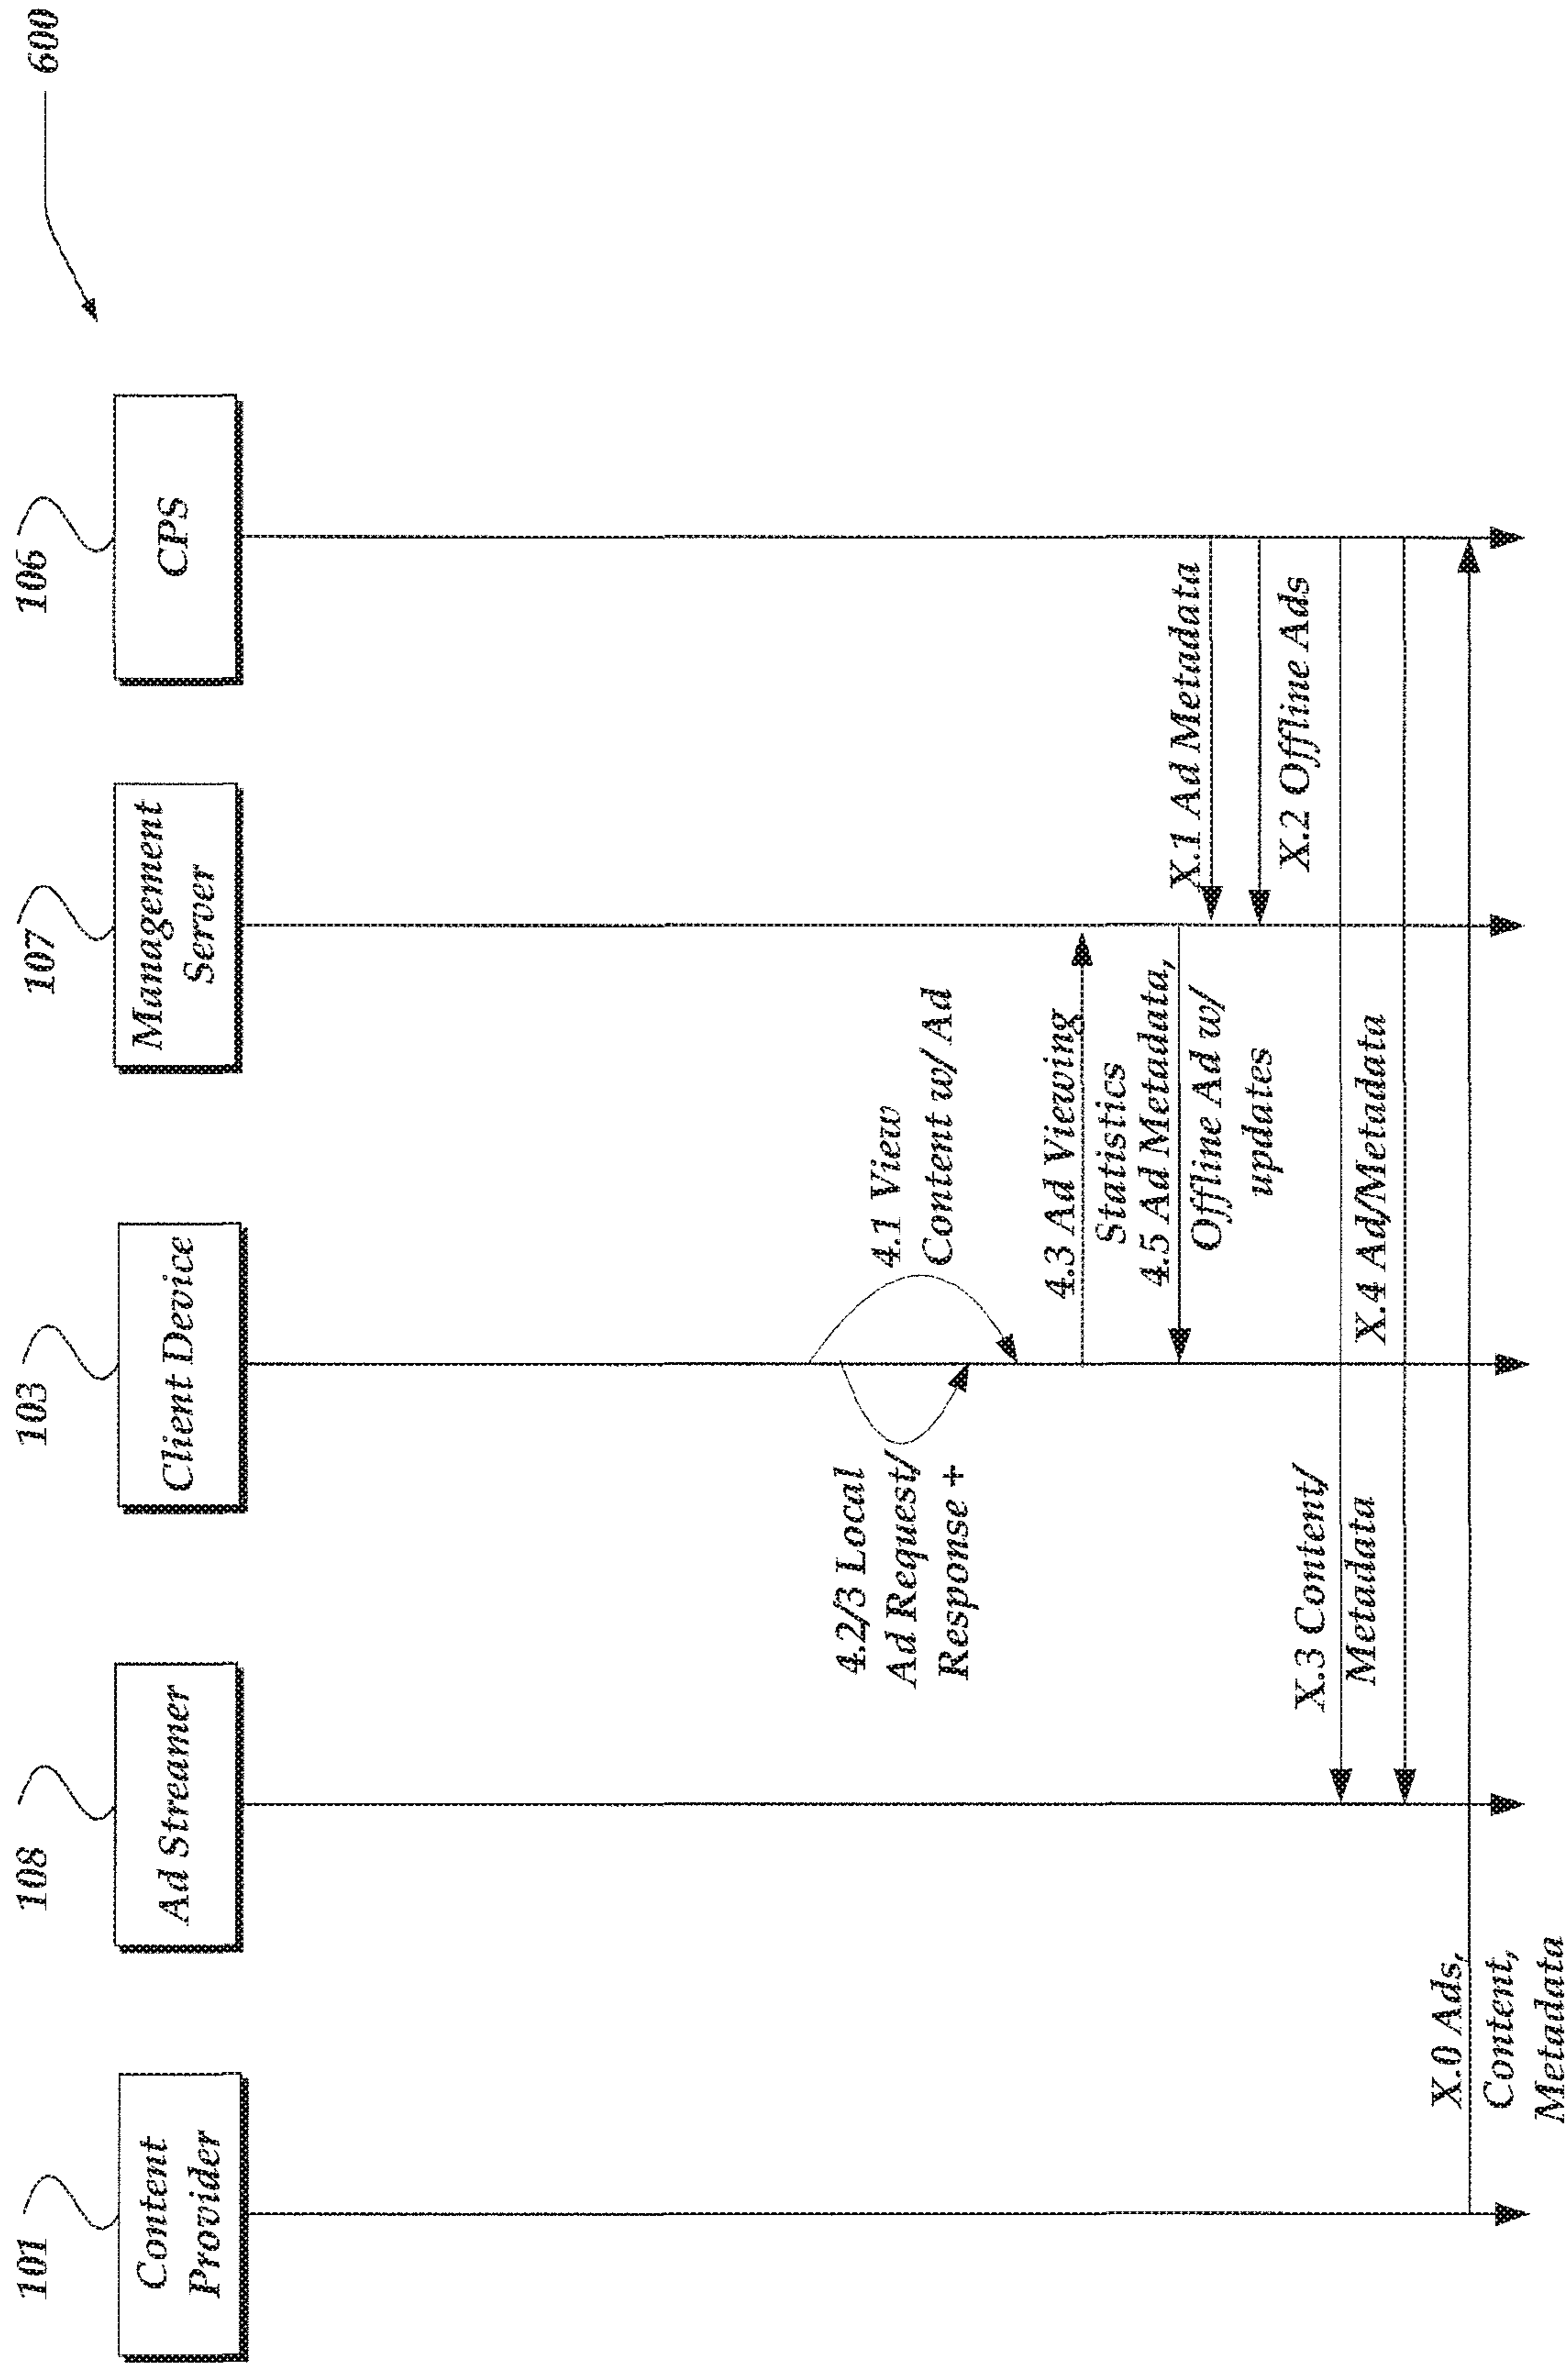 600
101
108
103
107
106
Content
Provider
Ad Streamer
Client Device
Management
Server
CPS
4.1 View
Content w/ Ad
4.2/3 Local
Ad Request/
Response +
4.3 Ad Viewing
Statistics
4.5 Ad Metadata,
Offline Ad w/
updates
X.1 Ad Metadata
X.2 Offline Ads
X.3 Content/
Metadata
X.4 Ad/Metadata
X.0 Ads,
Content,
Metadata